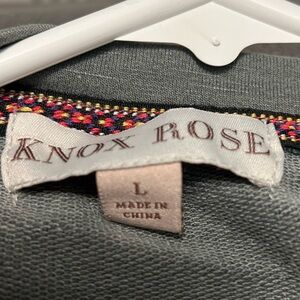 KNOX ROSE
L
MADE IN
CHINA